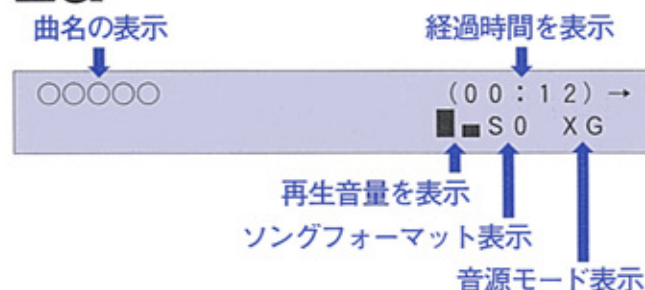 曲名の表示
経過時間を表示
○○○○○
(00:12)→
S0 XG
再生音量を表示
ソングフォーマット表示
音源モード表示